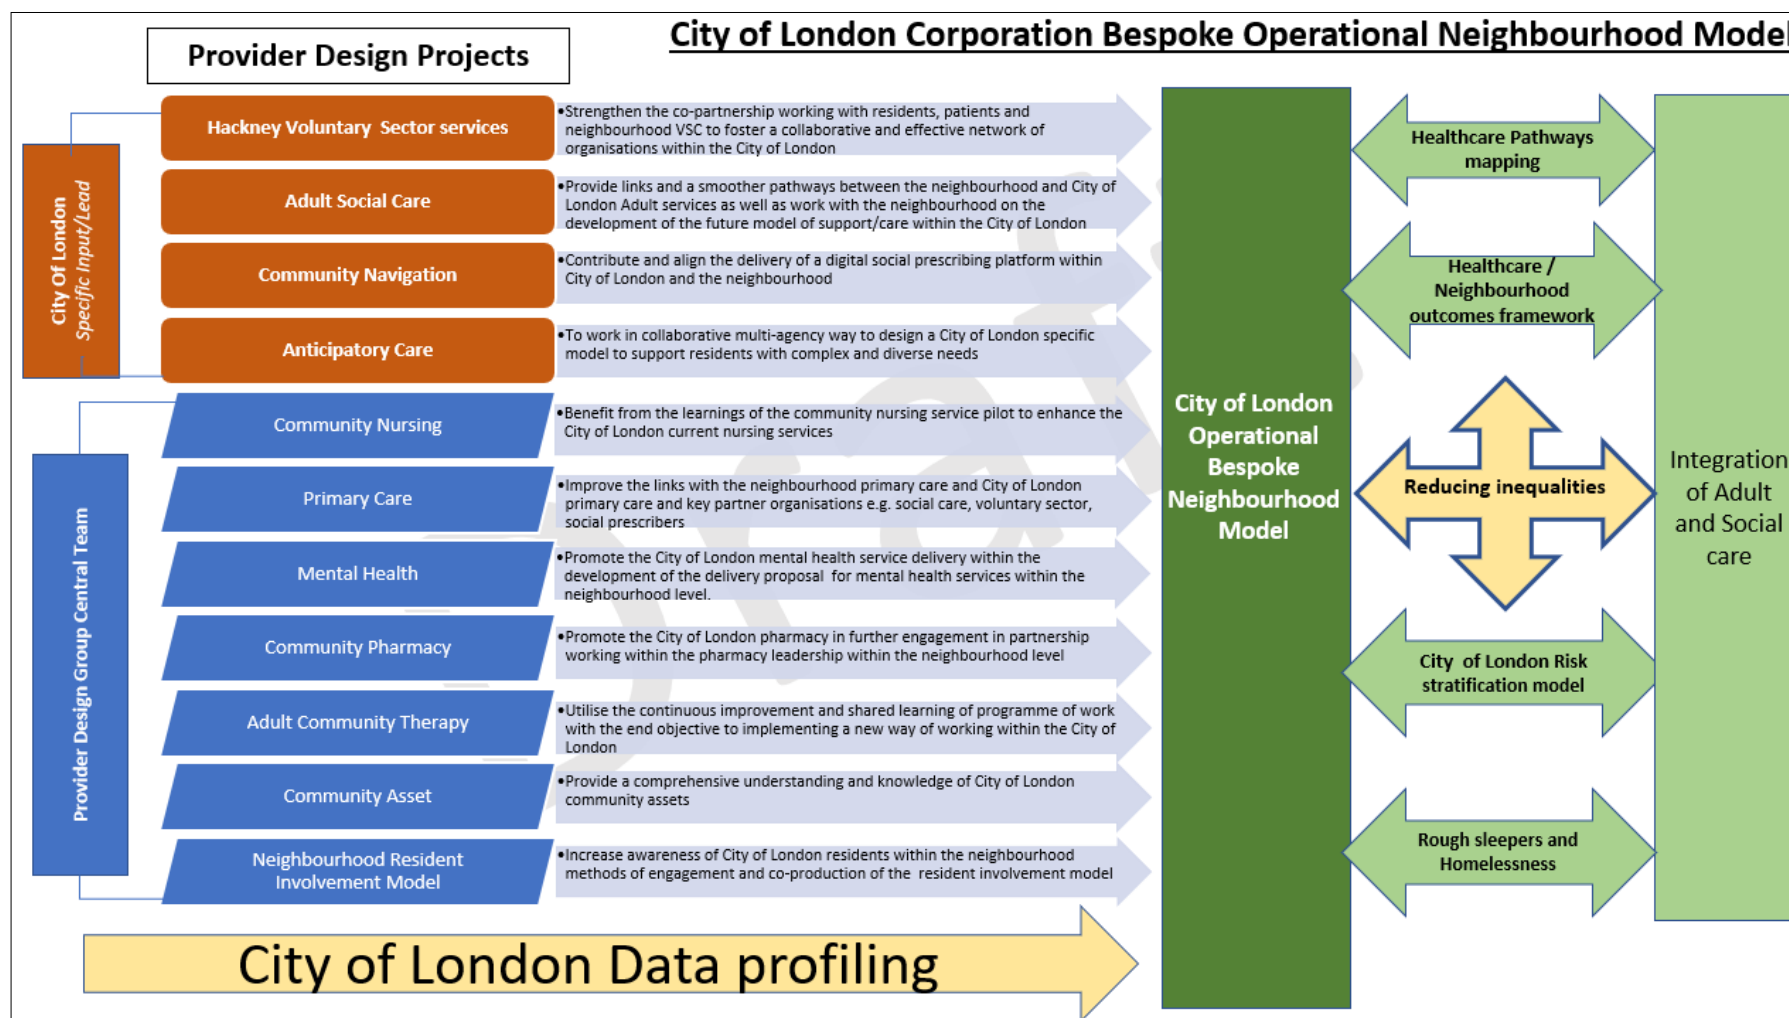 City of London Corporation Bespoke Operational Neighbourhood Model
Provider Design Projects
City Of London
Specific Input/Lead
Hackney Voluntary Sector services
•Strengthen the co-partnership working with residents, patients and
neighbourhood VSC to foster a collaborative and effective network of
organisations within the City of London
Adult Social Care
•Provide links and a smoother pathways between the neighbourhood and City of
London Adult services as well as work with the neighbourhood on the
development of the future model of support/care within the City of London
Community Navigation
•Contribute and align the delivery of a digital social prescribing platform within
City of London and the neighbourhood
Anticipatory Care
•To work in collaborative multi-agency way to design a City of London specific
model to support residents with complex and diverse needs
Provider Design Group Central Team
Community Nursing
•Benefit from the learnings of the community nursing service pilot to enhance the
City of London current nursing services
Primary Care
•Improve the links with the neighbourhood primary care and City of London
primary care and key partner organisations e.g. social care, voluntary sector,
social prescribers
Mental Health
•Promote the City of London mental health service delivery within the
development of the delivery proposal for mental health services within the
neighbourhood level.
Community Pharmacy
•Promote the City of London pharmacy in further engagement in partnership
working within the pharmacy leadership within the neighbourhood level
Adult Community Therapy
•Utilise the continuous improvement and shared learning of programme of work
with the end objective to implementing a new way of working within the City of
London
Community Asset
•Provide a comprehensive understanding and knowledge of City of London
community assets
Neighbourhood Resident
Involvement Model
•Increase awareness of City of London residents within the neighbourhood
methods of engagement and co-production of the resident involvement model
City of London Data profiling
City of London
Operational
Bespoke
Neighbourhood
Model
Healthcare Pathways
mapping
Healthcare /
Neighbourhood
outcomes framework
Reducing inequalities
City of London Risk
stratification model
Rough sleepers and
Homelessness
Integration
of Adult
and Social
care
Draft